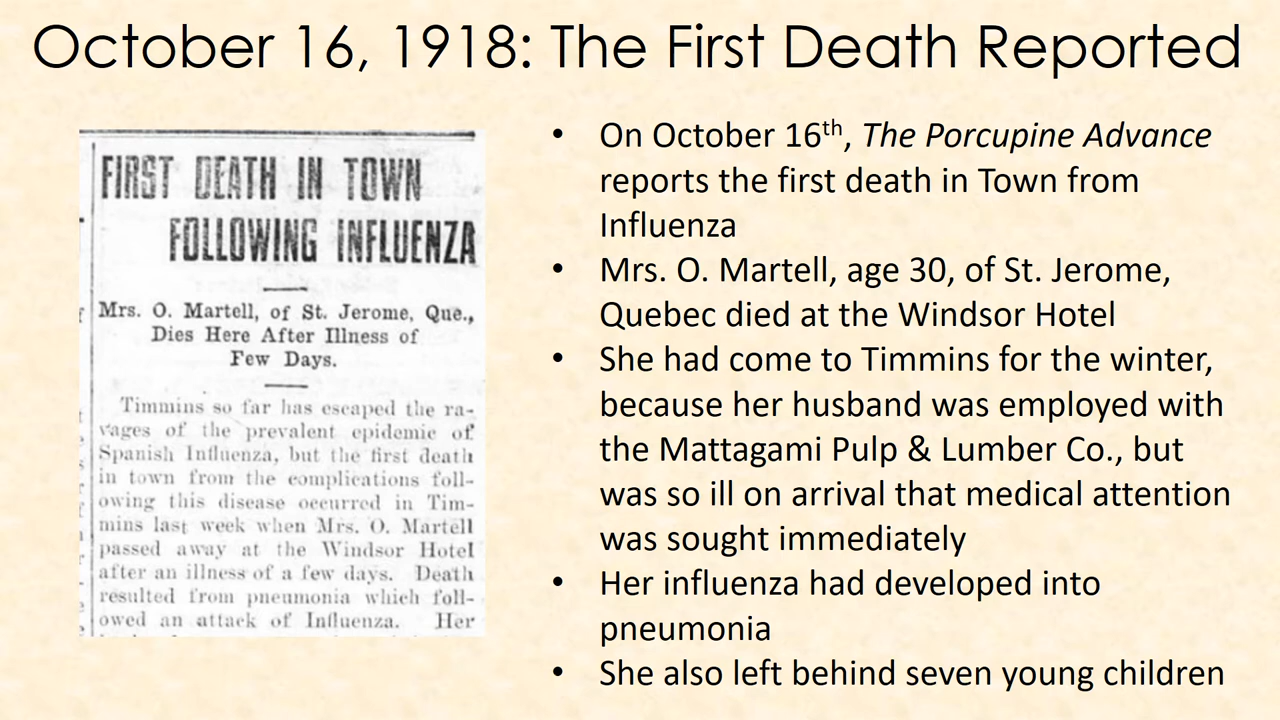 October 16, 1918: The First Death Reported
FIRST DEATH IN TOWN
FOLLOWING INFLUENZA
Mrs. O. Martell, of St. Jerome, Que.,
Dies Here After Illness of
Few Days.
Timmins so far has escaped the ra-
vages of the prevalent epidemic of
Spanish Influenza, but the first death
in town from the complications foll-
owing this disease occurred in Tim-
mins last week when Mrs. O. Martell
passed away at the Windsor Hotel
after an illness of a few days. Death
resulted from pneumonia which foll-
owed an attack of Influenza. Her
• On October 16th, The Porcupine Advance
reports the first death in Town from
Influenza
• Mrs. O. Martell, age 30, of St. Jerome,
Quebec died at the Windsor Hotel
• She had come to Timmins for the winter,
because her husband was employed with
the Mattagami Pulp & Lumber Co., but
was so ill on arrival that medical attention
was sought immediately
• Her influenza had developed into
pneumonia
• She also left behind seven young children